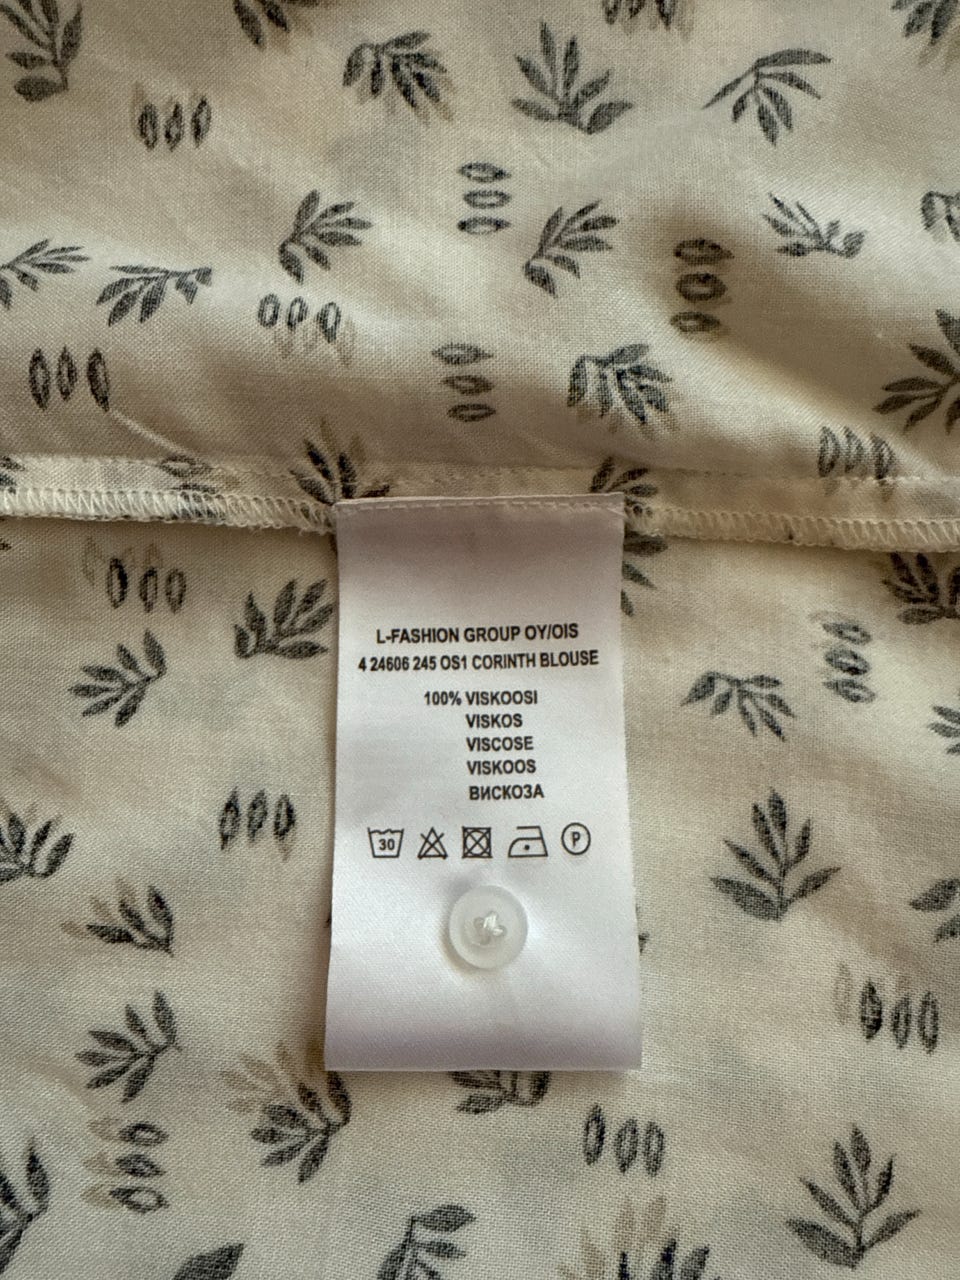 L-FASHION GROUP OY/OIS
4 24606 245 OS1 CORINTH BLOUSE
100% VISKOOSI
VISKOS
VISCOSE
VISKOOS
ВИСКОЗА
30 P